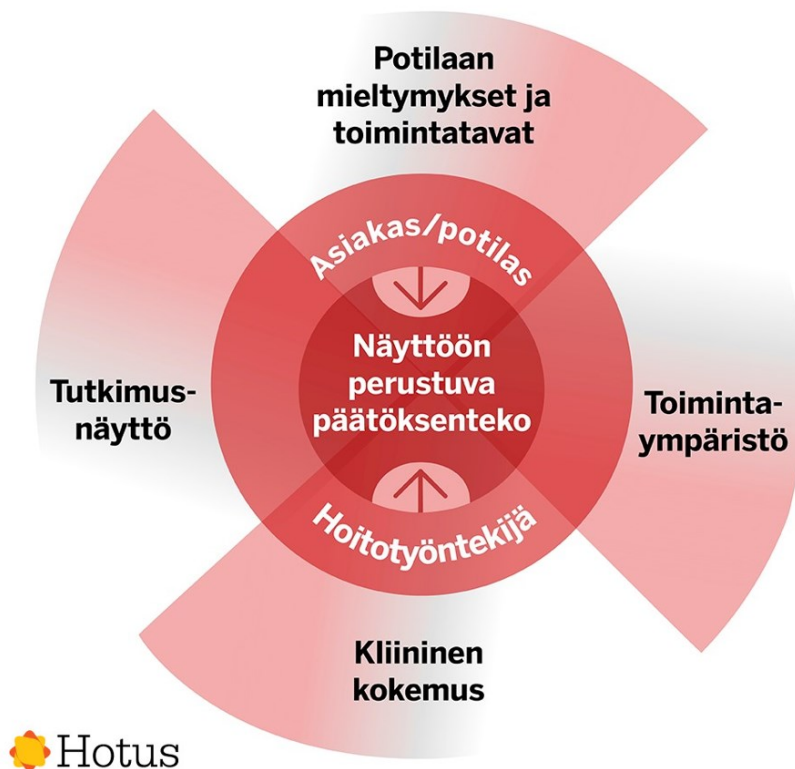 Potilaan
mieltymykset ja
toimintatavat
Asiakas/potilas
Näyttöön
perustuva
päätöksenteko
Tutkimus-
näyttö
Toiminta-
ympäristö
Hoitotyöntekijä
Kliininen
kokemus
Hotus